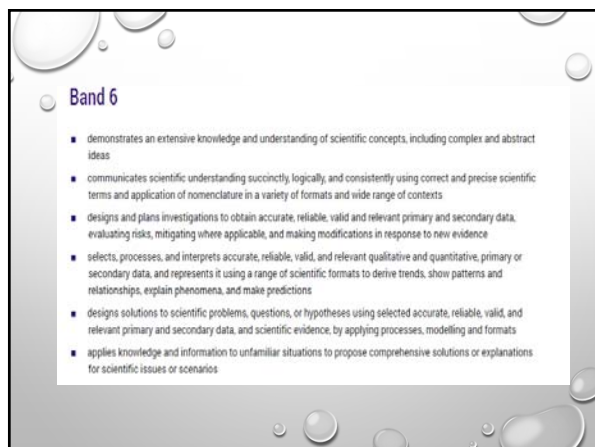 Band 6
demonstrates an extensive knowledge and understanding of scientific concepts, including complex and abstract
ideas
communicates scientific understanding succinctly, logically, and consistently using correct and precise scientific
terms and application of nomenclature in a variety of formats and wide range of contexts
designs and plans investigations to obtain accurate, reliable, valid and relevant primary and secondary data,
evaluating risks, mitigating where applicable, and making modifications in response to new evidence
selects, processes, and interprets accurate, reliable, valid, and relevant qualitative and quantitative, primary or
secondary data, and represents it using a range of scientific formats to derive trends, show patterns and
relationships, explain phenomena, and make predictions
designs solutions to scientific problems, questions, or hypotheses using selected accurate, reliable, valid, and
relevant primary and secondary data, and scientific evidence, by applying processes, modelling and formats
applies knowledge and information to unfamiliar situations to propose comprehensive solutions or explanations
for scientific issues or scenarios